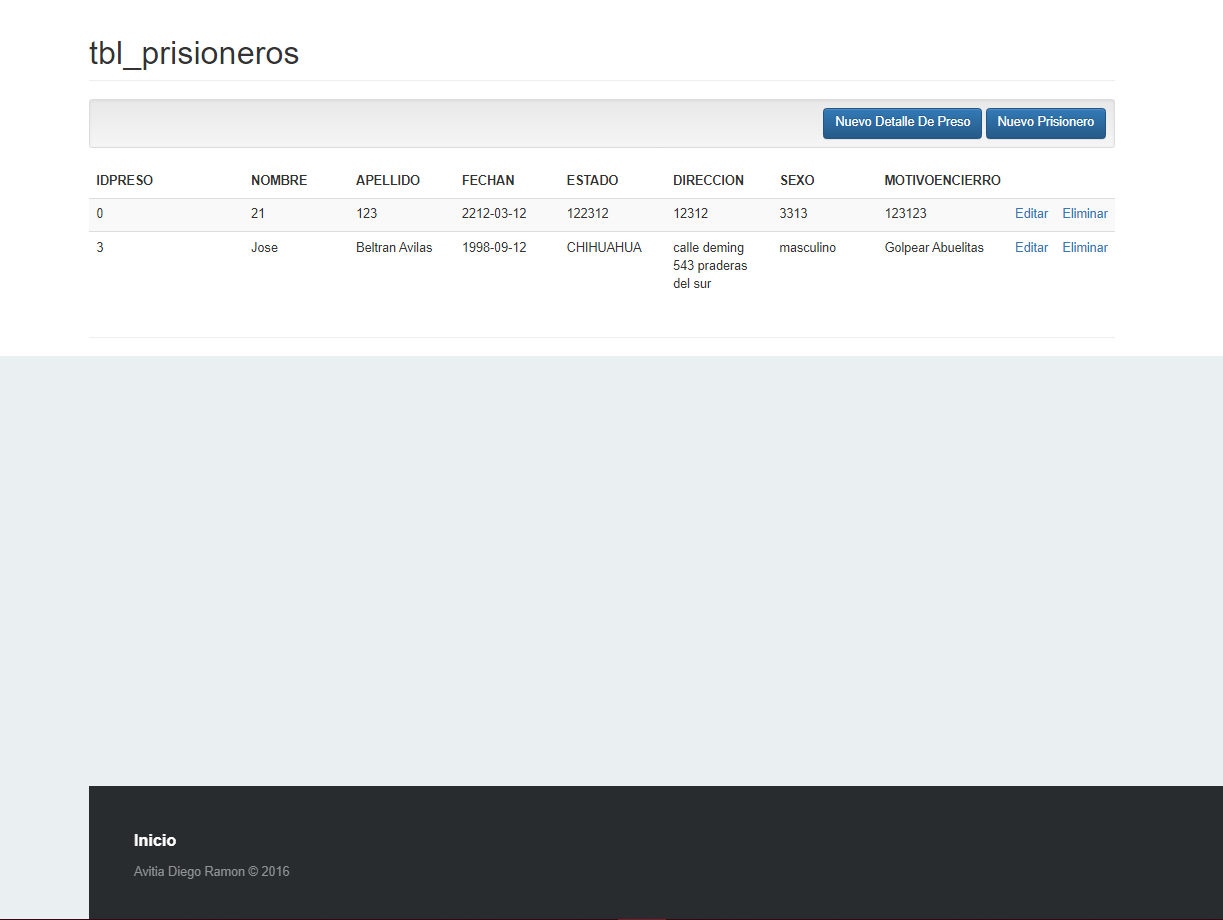 tbl_prisioneros
Nuevo Detalle De Preso Nuevo Prisionero
IDPRESO NOMBRE APELLIDO FECHAN ESTADO DIRECCION SEXO MOTIVOENCIERRO
0 21 123 2212-03-12 122312 12312 3313 123123 Editar Eliminar
3 Jose Beltran Avilas 1998-09-12 CHIHUAHUA calle deming masculino Golpear Abuelitas Editar Eliminar
543 praderas
del sur
Inicio
Avitia Diego Ramon © 2016